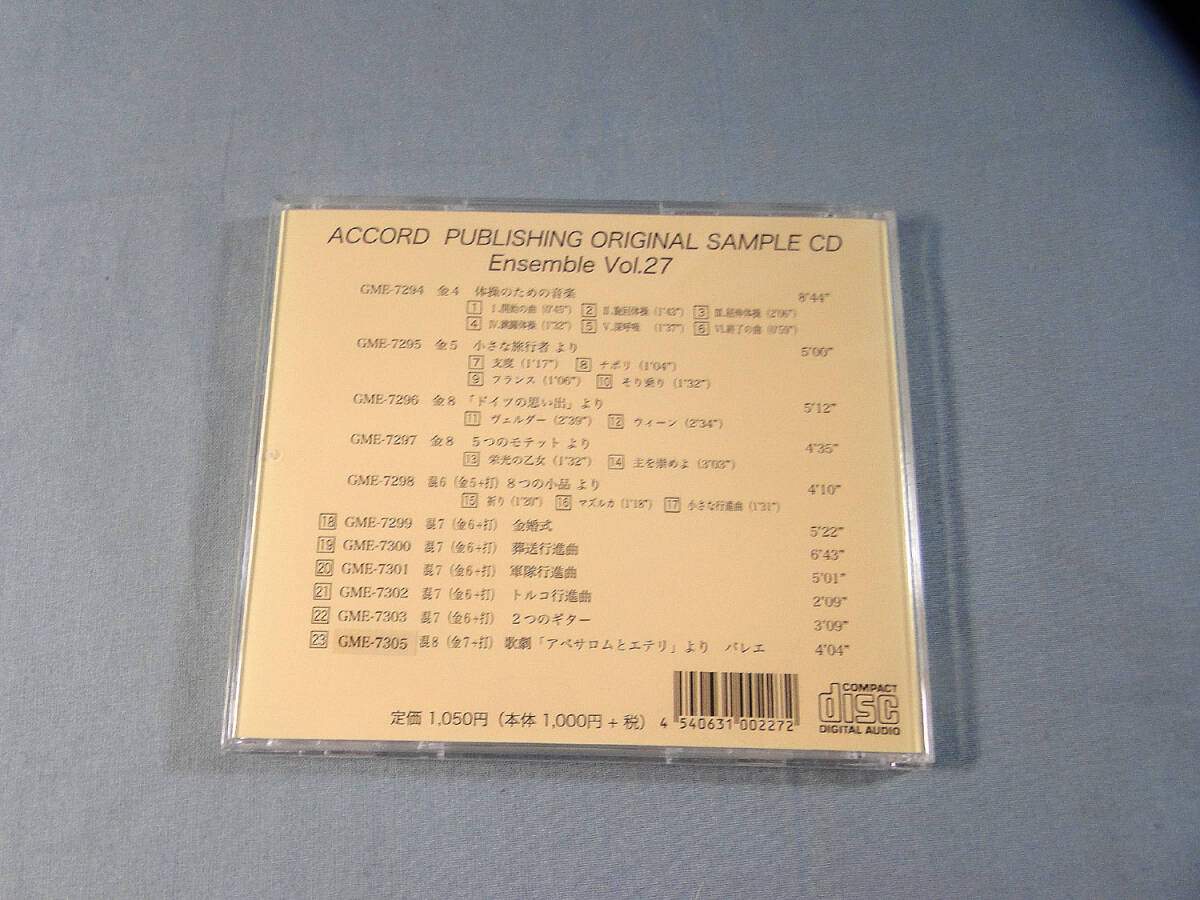 ACCORD PUBLISHING ORIGINAL SAMPLE CD
Ensemble Vol.27
GME-7294 金4 体操のための音楽 8'44"
1 I.開始の曲 (0'45") 2 II.旋回体操 (1'43") 3 III.屈伸体操 (2'06")
4 IV.跳躍体操 (1'32") 5 V.深呼吸 (1'37") 6 VI.終了の曲 (0'59")
GME-7295 金5 小さな旅行者 より 5'00"
7 支度 (1'17") 8 ナポリ (1'04")
9 フランス (1'06") 10 そり乗り (1'32")
GME-7296 金8 「ドイツの思い出」より 5'12"
11 ヴェルダー (2'39") 12 ウィーン (2'34")
GME-7297 金8 5つのモテット より 4'35"
13 栄光の乙女 (1'32") 14 主を崇めよ (3'03")
GME-7298 混6 (金5+打) 8つの小品 より 4'10"
15 祈り (1'20") 16 マズルカ (1'18") 17 小さな行進曲 (1'31")
18 GME-7299 混7 (金6+打) 金婚式 5'22"
19 GME-7300 混7 (金6+打) 葬送行進曲 6'43"
20 GME-7301 混7 (金6+打) 軍隊行進曲 5'01"
21 GME-7302 混7 (金6+打) トルコ行進曲 2'09"
22 GME-7303 混7 (金6+打) 2つのギター 3'09"
23 GME-7305 混8 (金7+打) 歌劇「アベサロムとエテリ」より バレエ 4'04"
定価 1,050円 (本体 1,000円 + 税) 4 540631 002272
COMPACT
disc
DIGITAL AUDIO